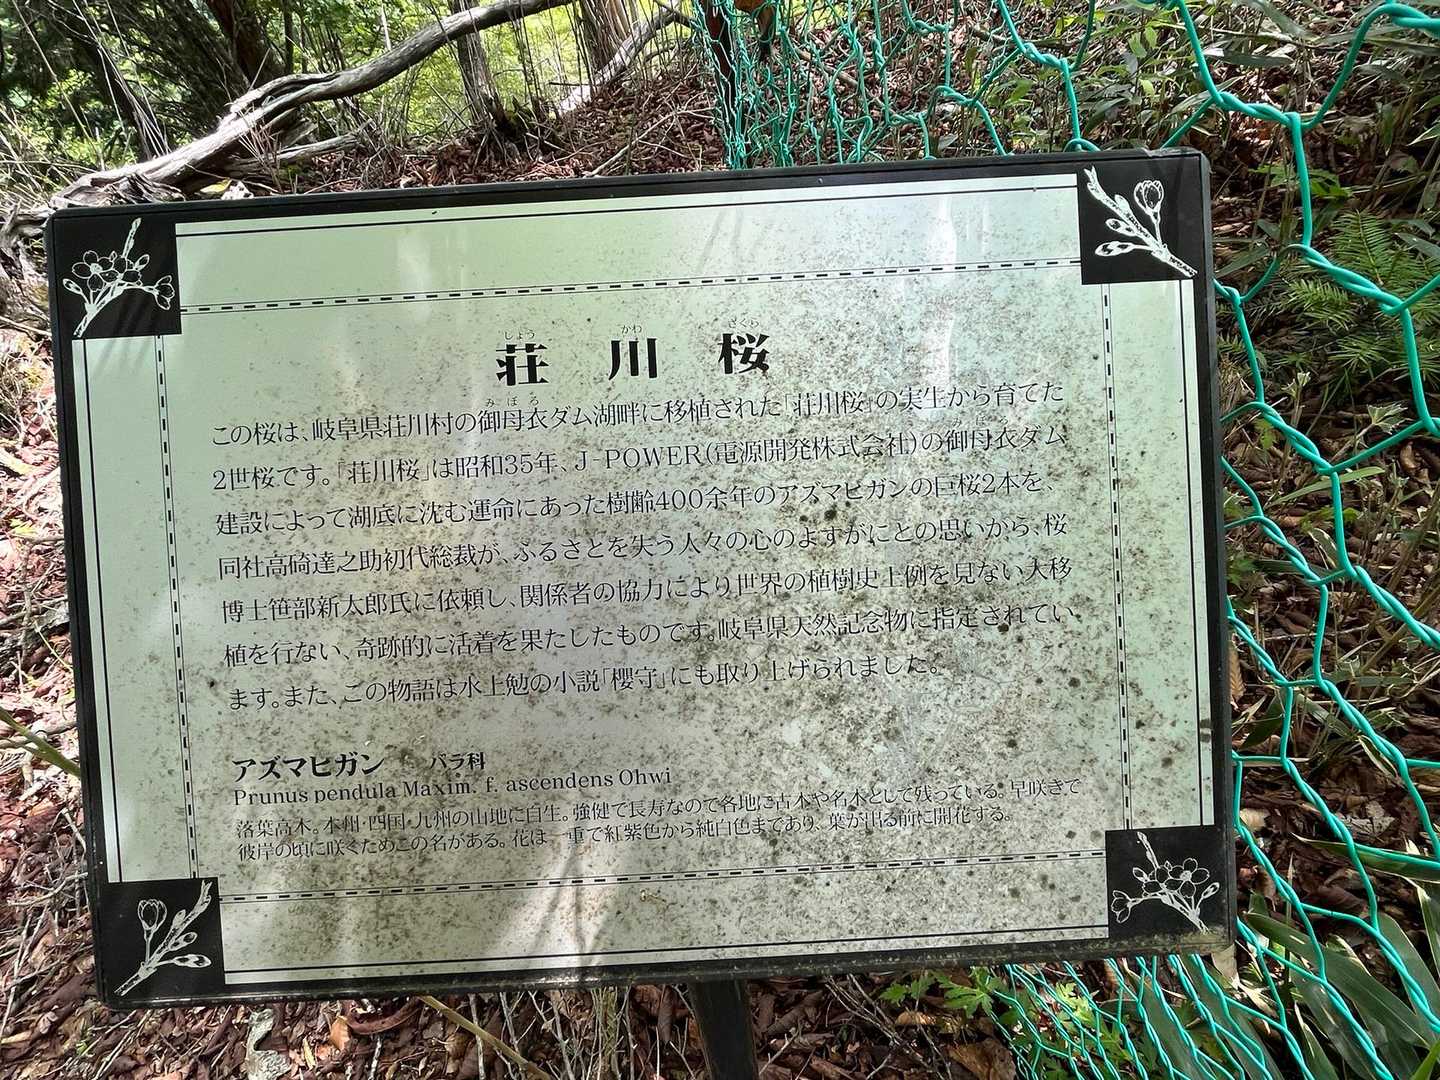 しょう かわ ざくら
荘川桜
みぼろ
この桜は、岐阜県荘川村の御母衣ダム湖畔に移植された「荘川桜」の実生から育てた
2世桜です。「荘川桜」は昭和35年、J-POWER(電源開発株式会社)の御母衣ダム
建設によって湖底に沈む運命にあった樹齢400余年のアズマヒガンの巨桜2本を、
同社高碕達之助初代総裁が、ふるさとを失う人々の心のよすがにとの思いから、桜
博士笹部新太郎氏に依頼し、関係者の協力により世界の植樹史上例を見ない大移
植を行ない、奇跡的に活着を果たしたものです。岐阜県天然記念物に指定されてい
ます。また、この物語は水上勉の小説「櫻守」にも取り上げられました。
アズマヒガン バラ科
Prunus pendula Maxim. f. ascendens Ohwi
落葉高木。本州・四国・九州の山地に自生。強健で長寿なので各地に古木や名木として残っている。早咲きで
彼岸の頃に咲くためこの名がある。花は一重で紅紫色から純白色まであり、葉が出る前に開花する。